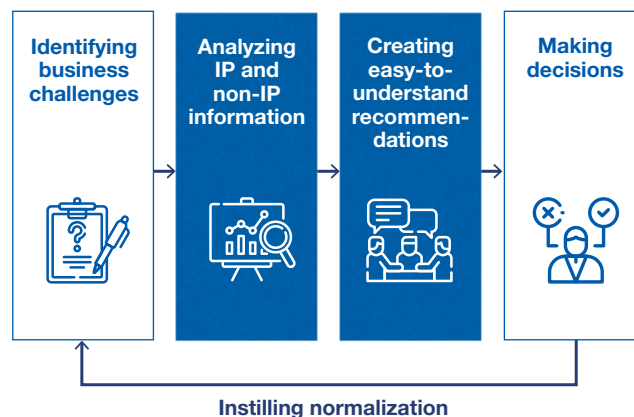 Identifying
business
challenges
Analyzing
IP and
non-IP
information
Creating
easy-to-
understand
recommen-
dations
Making
decisions
?
Instilling normalization